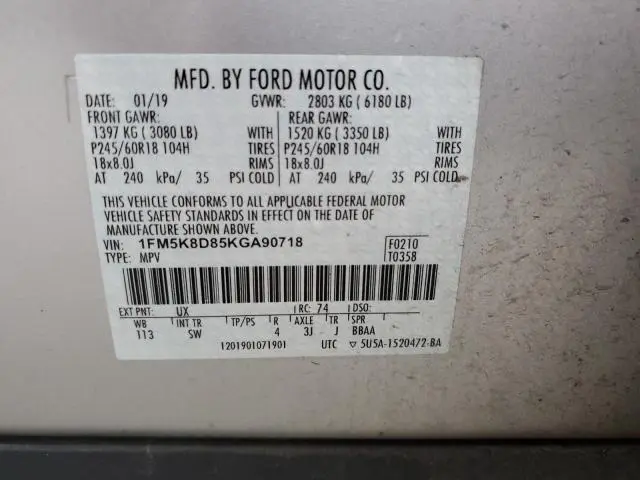 MFD. BY FORD MOTOR CO.
DATE: 01/19 GVWR: 2803 KG ( 6180 LB)
FRONT GAWR: REAR GAWR:
1397 KG ( 3080 LB) WITH 1520 KG ( 3350 LB) WITH
P245/60R18 104H TIRES P245/60R18 104H TIRES
18x8.0J RIMS 18x8.0J RIMS
AT 240 kPa/ 35 PSI COLD AT 240 kPa/ 35 PSI COLD
THIS VEHICLE CONFORMS TO ALL APPLICABLE FEDERAL MOTOR
VEHICLE SAFETY STANDARDS IN EFFECT ON THE DATE OF
MANUFACTURE SHOWN ABOVE.
VIN: 1FM5K8D85KGA90718 F0210
TYPE: MPV T0358
EXT PNT: UX RC: 74 DSO:
WB INT TR TP/PS R AXLE TR SPR
113 SW 4 3J J BBAA
1201901071901 UTC ▽ 5U5A-1520472-BA